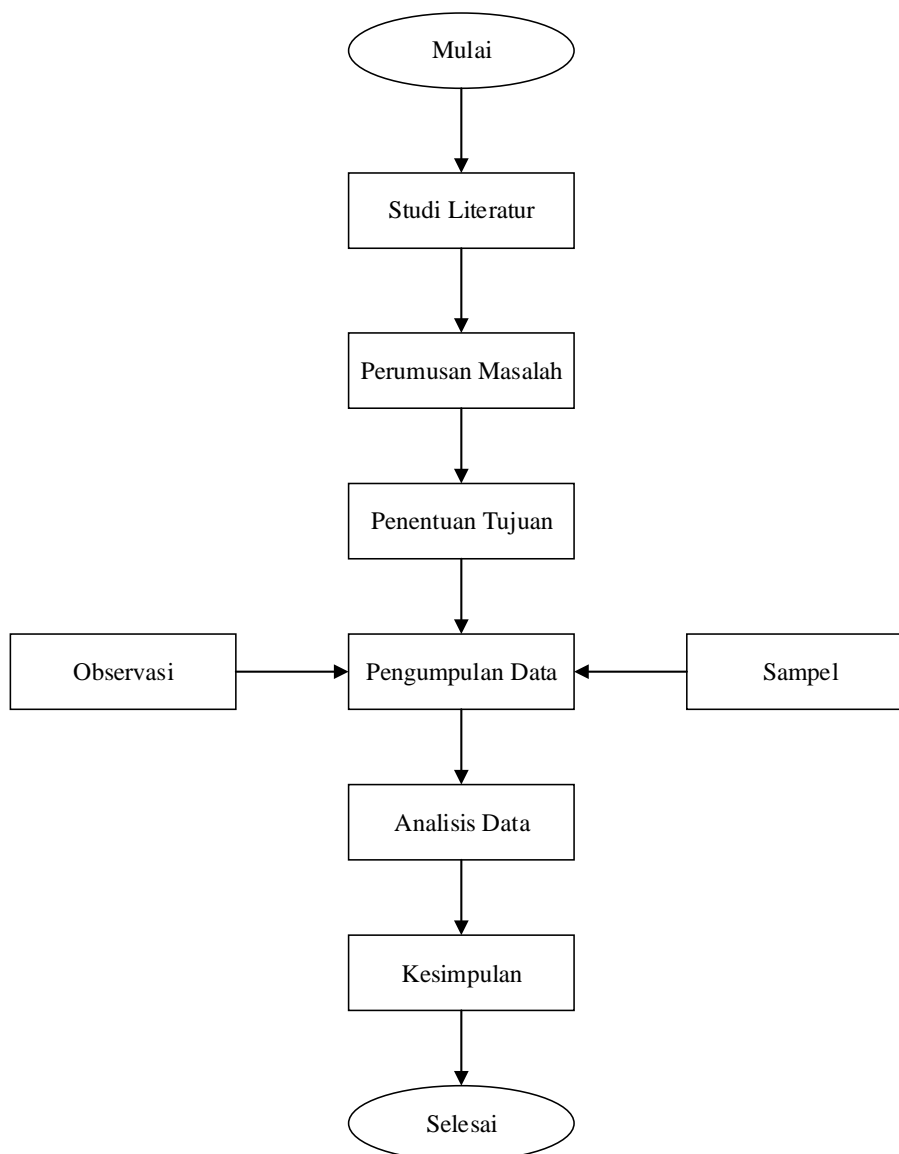 Mulai
Studi Literatur
Perumusan Masalah
Penentuan Tujuan
Observasi
Pengumpulan Data
Sampel
Analisis Data
Kesimpulan
Selesai